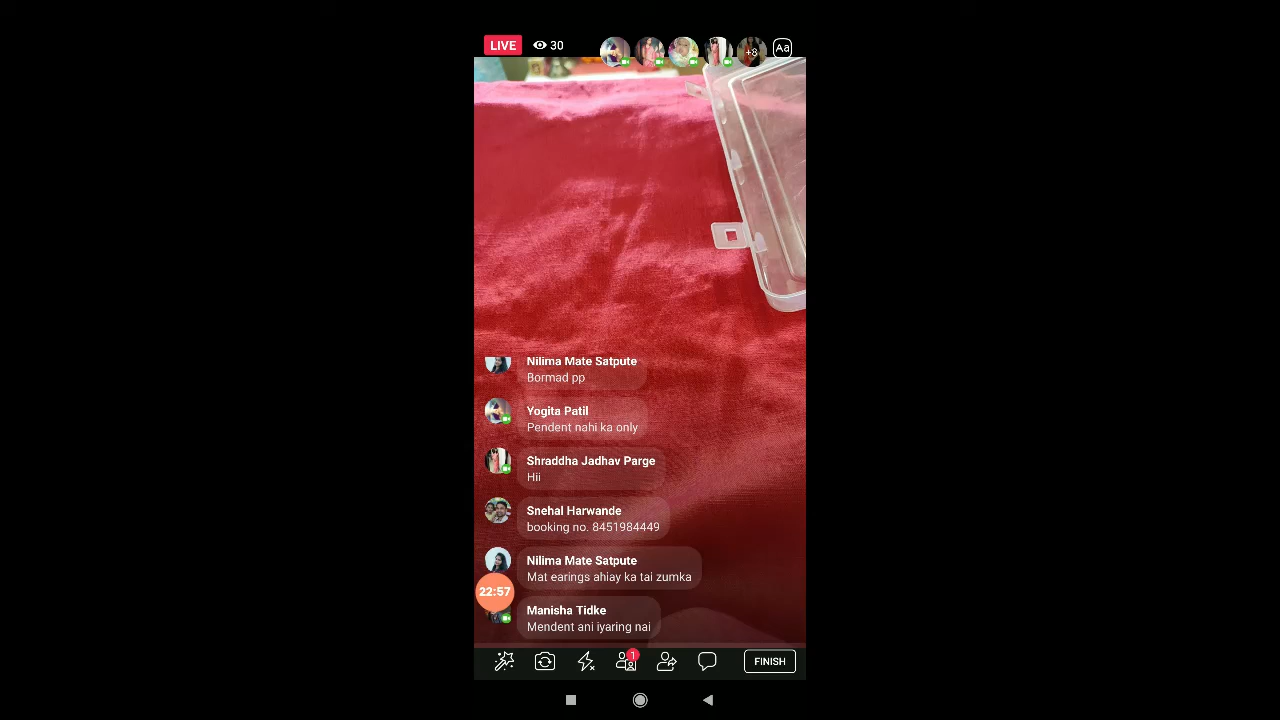 LIVE 30 +8 Aa
Nilima Mate Satpute
Bormad pp
Yogita Patil
Pendent nahi ka only
Shraddha Jadhav Parge
Hii
Snehal Harwande
booking no. 8451984449
Nilima Mate Satpute
Mat earings ahiay ka tai zumka
22:57
Manisha Tidke
Mendent ani iyaring nai
1
FINISH